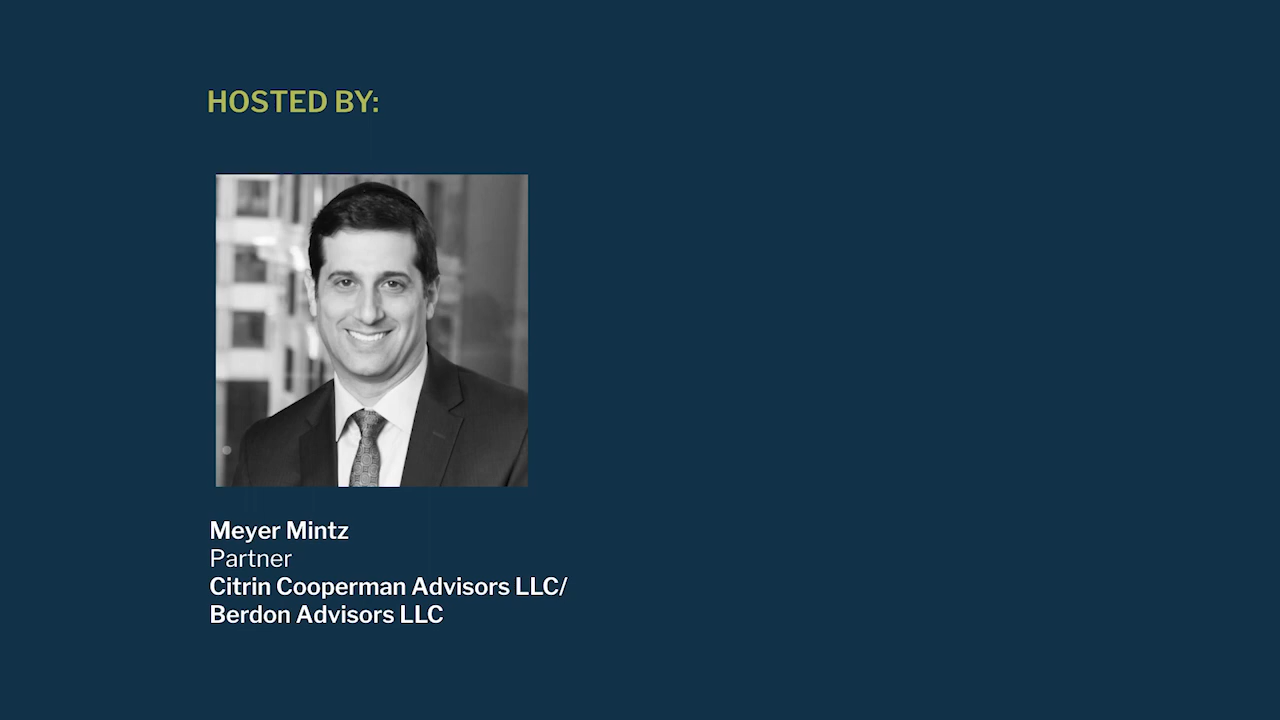 HOSTED BY:
Meyer Mintz
Partner
Citrin Cooperman Advisors LLC/
Berdon Advisors LLC